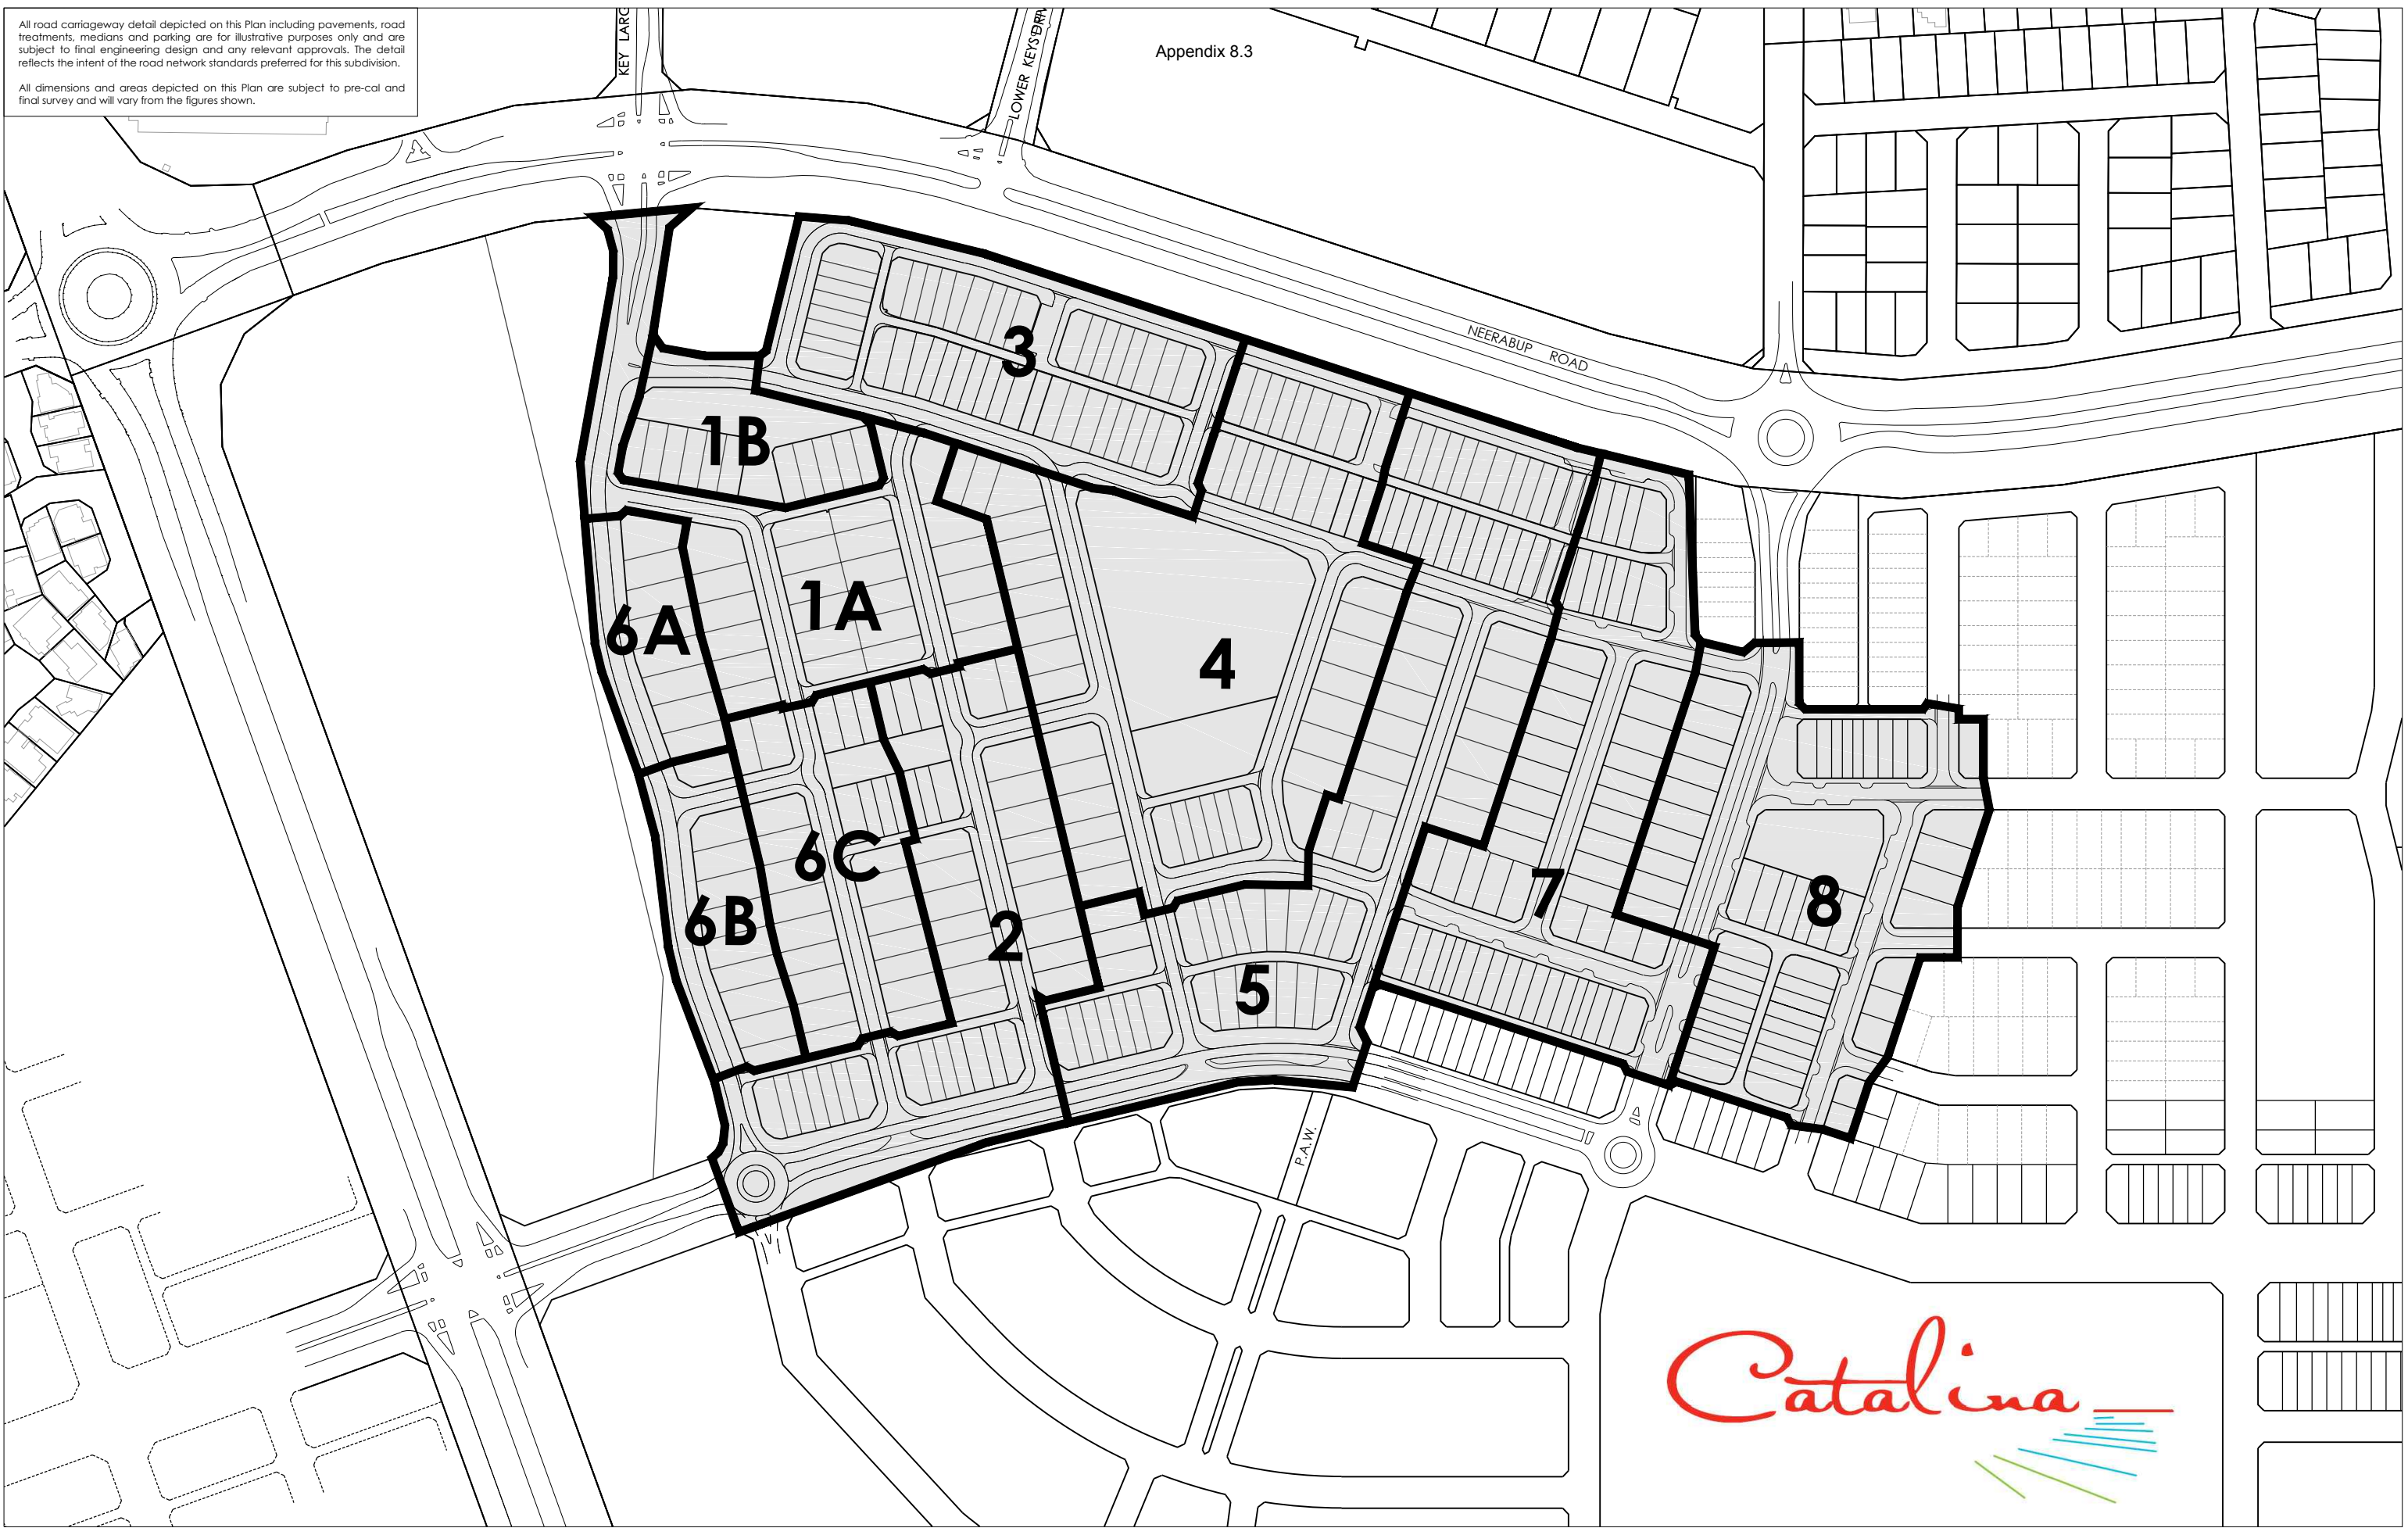 All road carriageway detail depicted on this Plan including pavements, road
treatments, medians and parking are for illustrative purposes only and are
subject to final engineering design and any relevant approvals. The detail
reflects the intent of the road network standards preferred for this subdivision.
All dimensions and areas depicted on this Plan are subject to pre-cal and
final survey and will vary from the figures shown.
KEY LARG
LOWER KEYS DRIV
Appendix 8.3
NEERABUP ROAD
3
1B
1A
6A
4
6C
6B
2
5
7
8
P.A.W.
Catalina